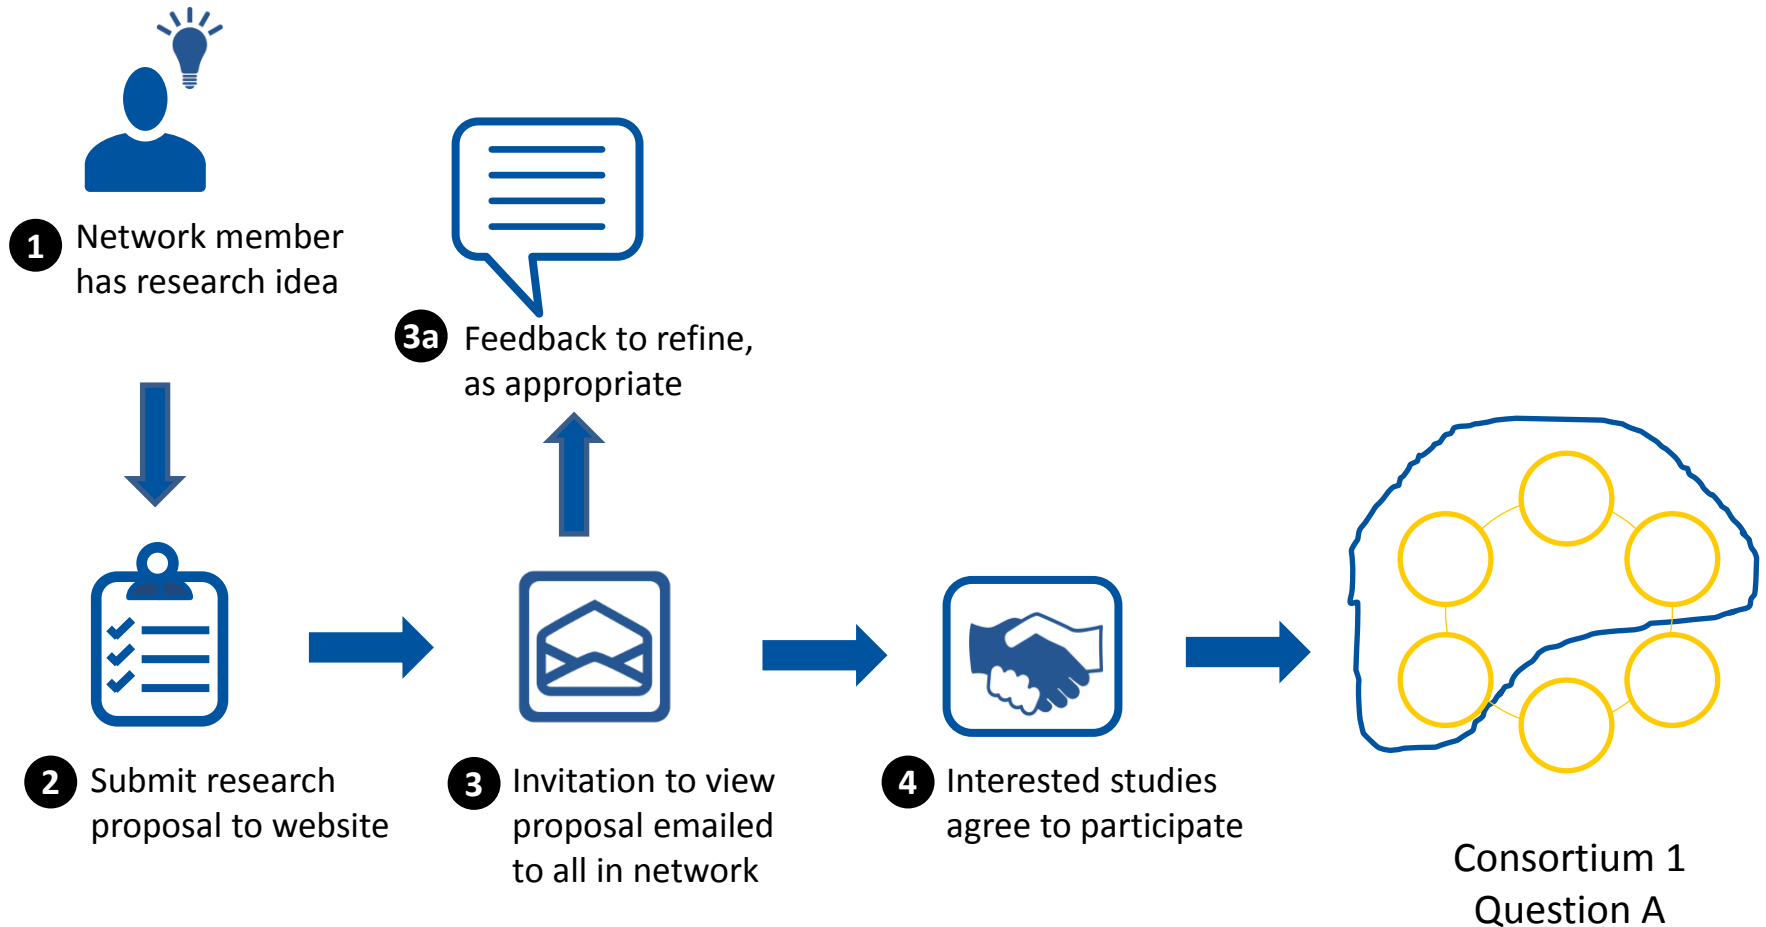 1 Network member
has research idea
2 Submit research
proposal to website
3 Invitation to view
proposal emailed
to all in network
3a Feedback to refine,
as appropriate
4 Interested studies
agree to participate
Consortium 1
Question A